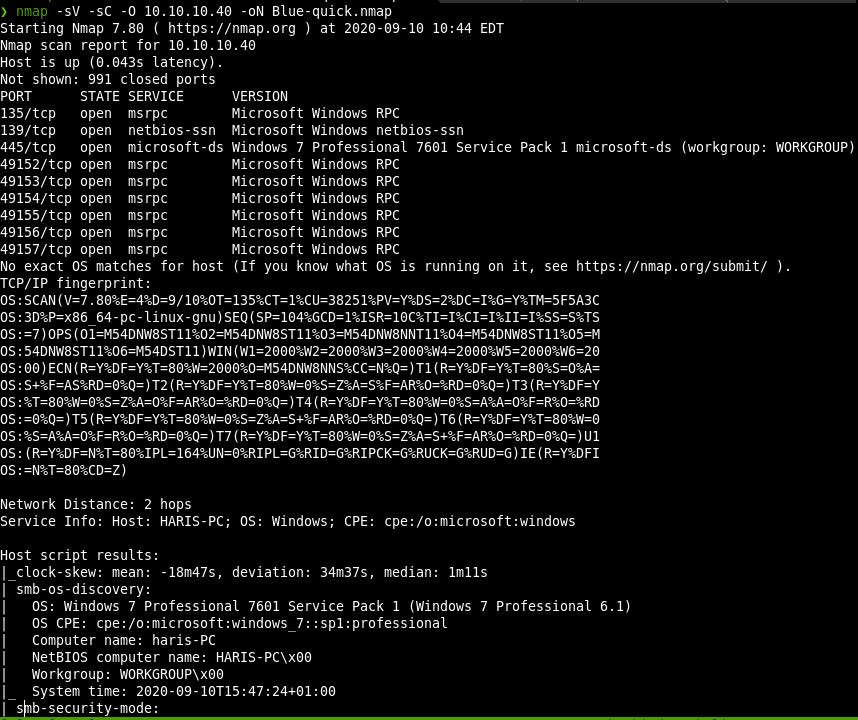 ❯ nmap -sV -sC -O 10.10.10.40 -oN Blue-quick.nmap
Starting Nmap 7.80 ( https://nmap.org ) at 2020-09-10 10:44 EDT
Nmap scan report for 10.10.10.40
Host is up (0.043s latency).
Not shown: 991 closed ports
PORT      STATE SERVICE      VERSION
135/tcp   open  msrpc        Microsoft Windows RPC
139/tcp   open  netbios-ssn  Microsoft Windows netbios-ssn
445/tcp   open  microsoft-ds Windows 7 Professional 7601 Service Pack 1 microsoft-ds (workgroup: WORKGROUP)
49152/tcp open  msrpc        Microsoft Windows RPC
49153/tcp open  msrpc        Microsoft Windows RPC
49154/tcp open  msrpc        Microsoft Windows RPC
49155/tcp open  msrpc        Microsoft Windows RPC
49156/tcp open  msrpc        Microsoft Windows RPC
49157/tcp open  msrpc        Microsoft Windows RPC
No exact OS matches for host (If you know what OS is running on it, see https://nmap.org/submit/ ).
TCP/IP fingerprint:
OS:SCAN(V=7.80%E=4%D=9/10%OT=135%CT=1%CU=38251%PV=Y%DS=2%DC=I%G=Y%TM=5F5A3C
OS:3D%P=x86_64-pc-linux-gnu)SEQ(SP=104%GCD=1%ISR=10C%TI=I%CI=I%II=I%SS=S%TS
OS:=7)OPS(O1=M54DNW8ST11%O2=M54DNW8ST11%O3=M54DNW8NNT11%O4=M54DNW8ST11%O5=M
OS:54DNW8ST11%O6=M54DST11)WIN(W1=2000%W2=2000%W3=2000%W4=2000%W5=2000%W6=20
OS:00)ECN(R=Y%DF=Y%T=80%W=2000%O=M54DNW8NNS%CC=N%Q=)T1(R=Y%DF=Y%T=80%S=O%A=
OS:S+%F=AS%RD=0%Q=)T2(R=Y%DF=Y%T=80%W=0%S=Z%A=S%F=AR%O=%RD=0%Q=)T3(R=Y%DF=Y
OS:%T=80%W=0%S=Z%A=O%F=AR%O=%RD=0%Q=)T4(R=Y%DF=Y%T=80%W=0%S=A%A=O%F=R%O=%RD
OS:=0%Q=)T5(R=Y%DF=Y%T=80%W=0%S=Z%A=S+%F=AR%O=%RD=0%Q=)T6(R=Y%DF=Y%T=80%W=0
OS:%S=A%A=O%F=R%O=%RD=0%Q=)T7(R=Y%DF=Y%T=80%W=0%S=Z%A=S+%F=AR%O=%RD=0%Q=)U1
OS:(R=Y%DF=N%T=80%IPL=164%UN=0%RIPL=G%RID=G%RIPCK=G%RUCK=G%RUD=G)IE(R=Y%DFI
OS:=N%T=80%CD=Z)
Network Distance: 2 hops
Service Info: Host: HARIS-PC; OS: Windows; CPE: cpe:/o:microsoft:windows
Host script results:
|_clock-skew: mean: -18m47s, deviation: 34m37s, median: 1m11s
| smb-os-discovery:
|   OS: Windows 7 Professional 7601 Service Pack 1 (Windows 7 Professional 6.1)
|   OS CPE: cpe:/o:microsoft:windows_7::sp1:professional
|   Computer name: haris-PC
|   NetBIOS computer name: HARIS-PC\x00
|   Workgroup: WORKGROUP\x00
|_  System time: 2020-09-10T15:47:24+01:00
| smb-security-mode: